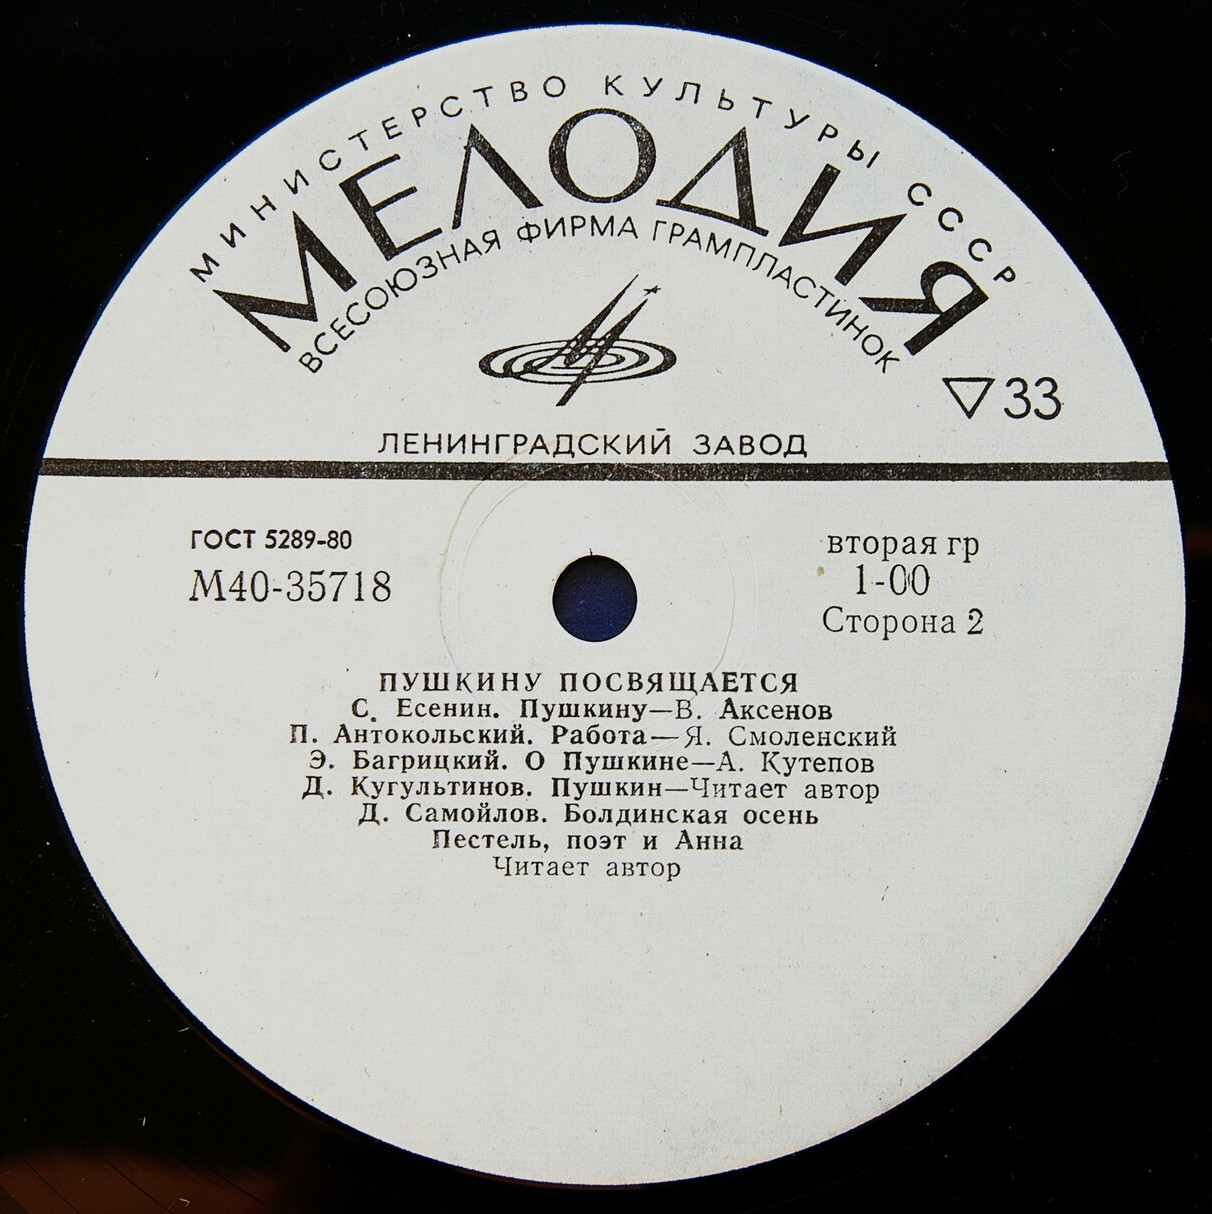 МИНИСТЕРСТВО КУЛЬТУРЫ СССР
МЕЛОДИЯ
ВСЕСОЮЗНАЯ ФИРМА ГРАМПЛАСТИНОК
▽33
ЛЕНИНГРАДСКИЙ ЗАВОД
ГОСТ 5289-80
М40-35718
вторая гр
1-00
Сторона 2
ПУШКИНУ ПОСВЯЩАЕТСЯ
С. Есенин. Пушкину—В. Аксенов
П. Антокольский. Работа—Я. Смоленский
Э. Багрицкий. О Пушкине—А. Кутепов
Д. Кугультинов. Пушкин—Читает автор
Д. Самойлов. Болдинская осень
Пестель, поэт и Анна
Читает автор